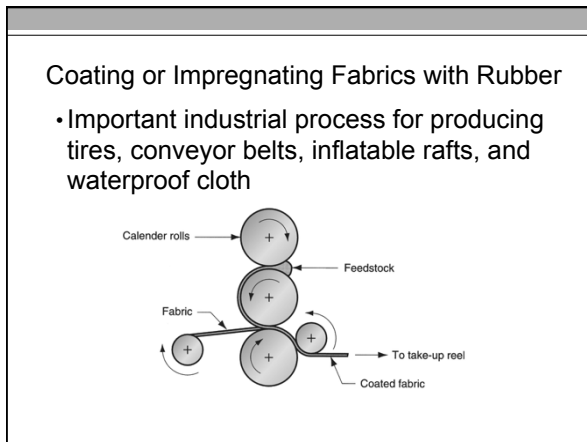 Coating or Impregnating Fabrics with Rubber
• Important industrial process for producing
tires, conveyor belts, inflatable rafts, and
waterproof cloth
Calender rolls
Feedstock
Fabric
To take-up reel
Coated fabric